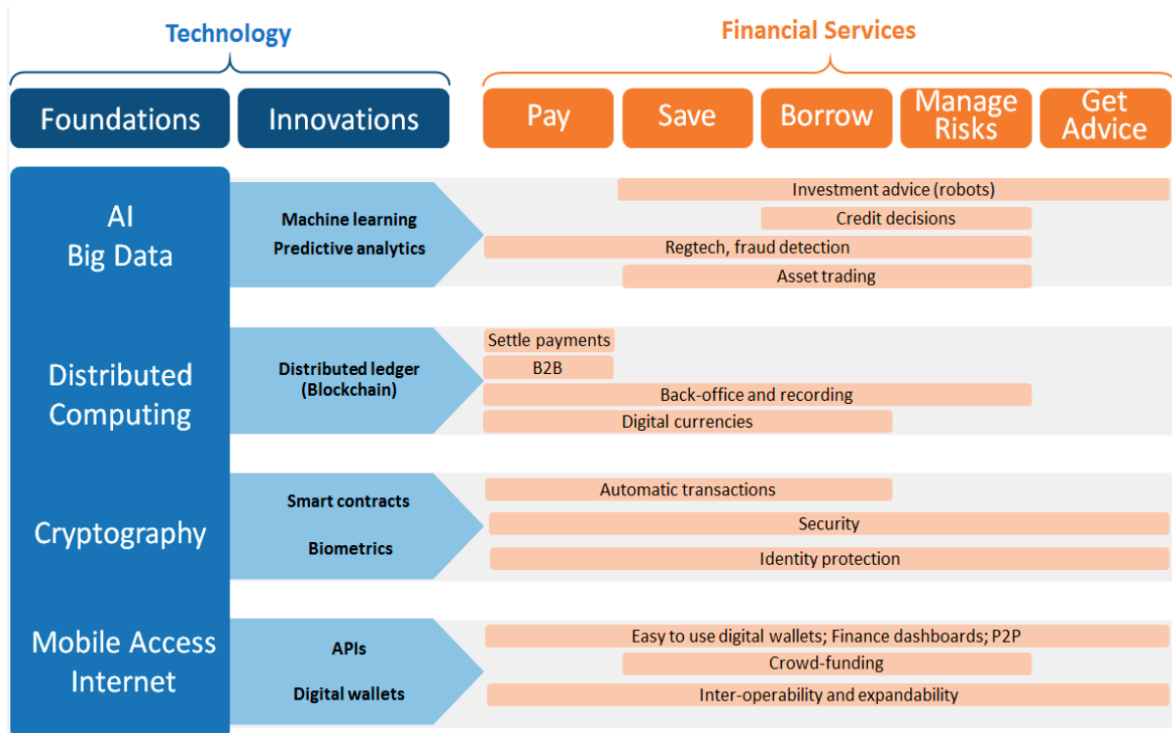 Technology
Financial Services
Foundations
Innovations
Pay
Save
Borrow
Manage
Risks
Get
Advice
AI
Big Data
Machine learning
Predictive analytics
Investment advice (robots)
Credit decisions
Regtech, fraud detection
Asset trading
Distributed
Computing
Distributed ledger
(Blockchain)
Settle payments
B2B
Back-office and recording
Digital currencies
Cryptography
Smart contracts
Biometrics
Automatic transactions
Security
Identity protection
Mobile Access
Internet
APIs
Digital wallets
Easy to use digital wallets; Finance dashboards; P2P
Crowd-funding
Inter-operability and expandability